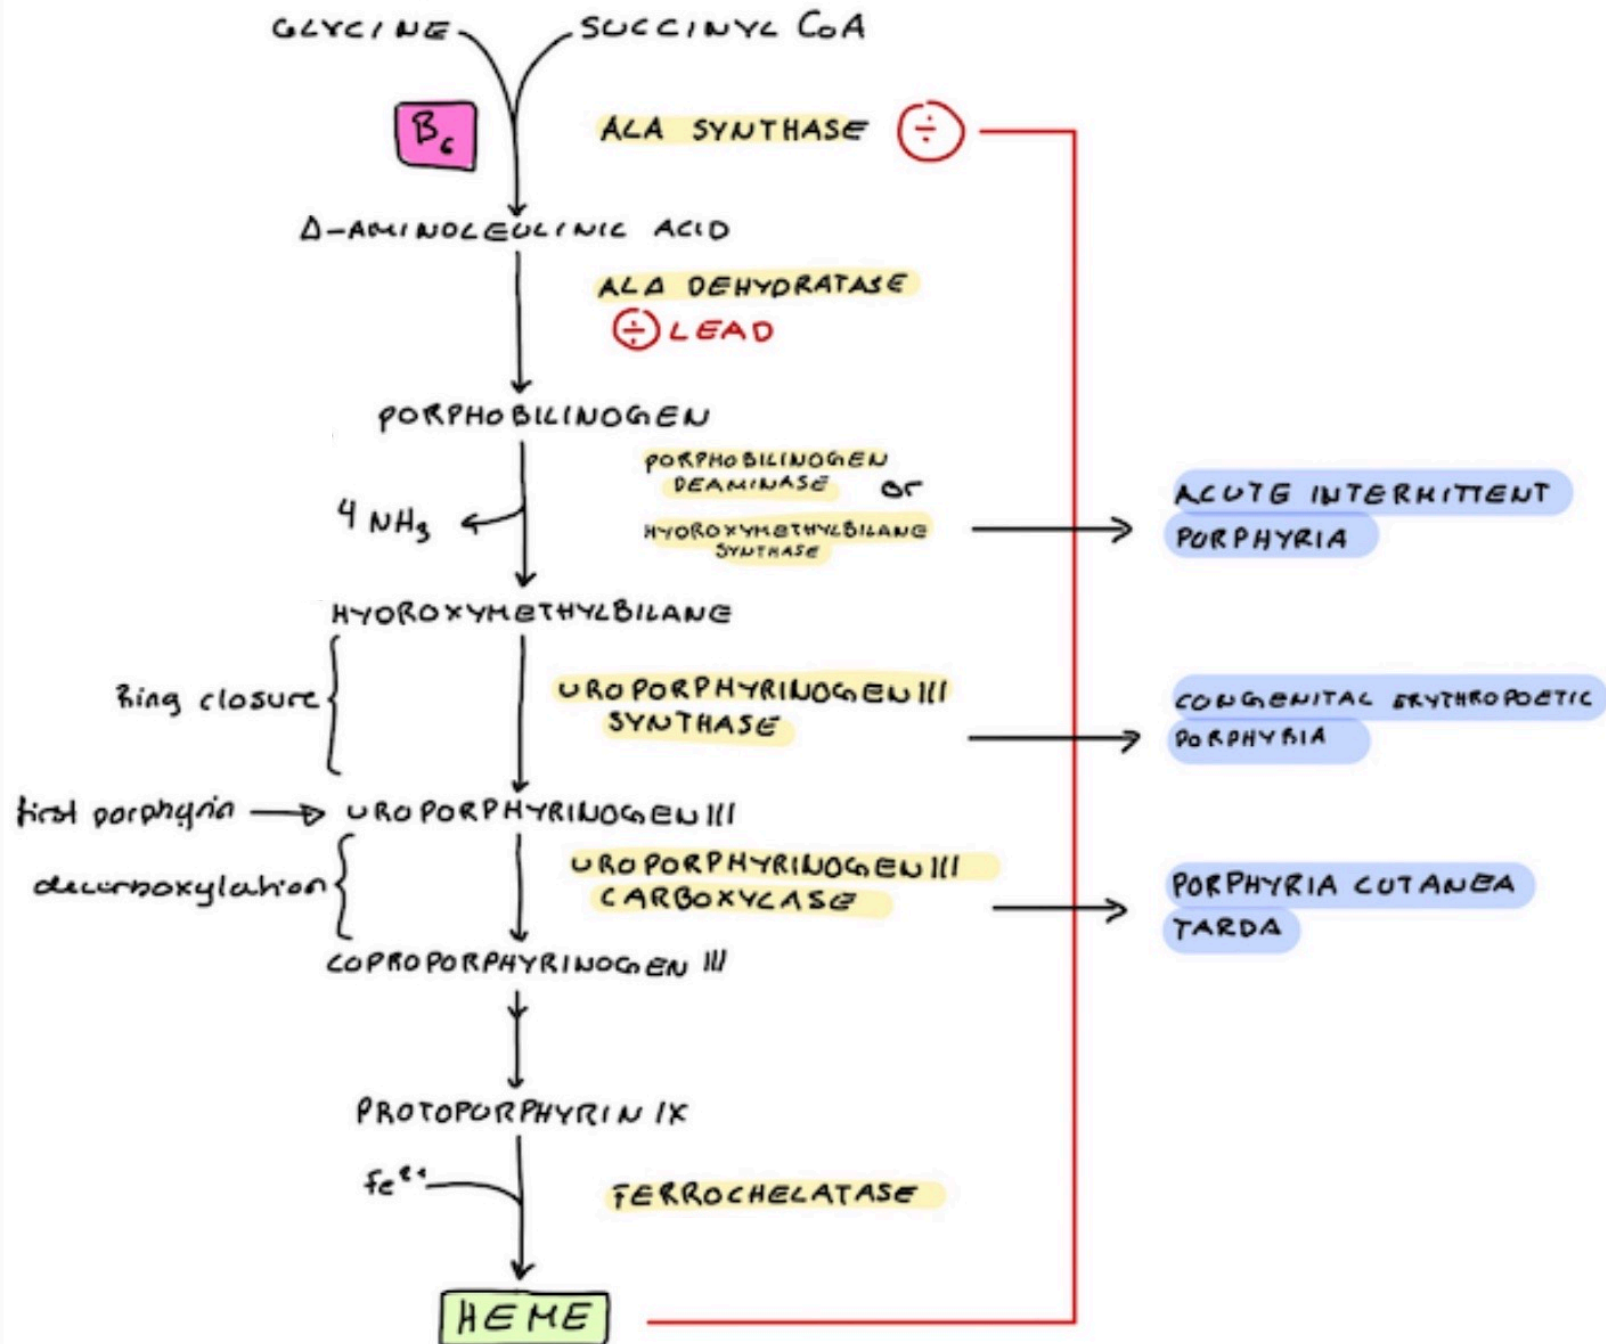 GLYCINE SUCCINYL CoA
B6
ALA SYNTHASE ÷
Δ-AMINOLEULINIC ACID
ALA DEHYDRATASE
÷ LEAD
PORPHOBILINOGEN
PORPHOBILINOGEN
DEAMINASE or
4 NH3
HYDROXYMETHYLBILANE
SYNTHASE
ACUTE INTERMITTENT
PORPHYRIA
HYDROXYMETHYLBILANE
Ring closure
UROPORPHYRINOGEN III
SYNTHASE
CONGENITAL ERYTHROPOETIC
PORPHYRIA
first porphyrin → UROPORPHYRINOGEN III
decarboxylation
UROPORPHYRINOGEN III
CARBOXYLASE
PORPHYRIA CUTANEA
TARDA
COPROPORPHYRINOGEN III
PROTOPORPHYRIN IX
Fe2+
FERROCHELATASE
HEME